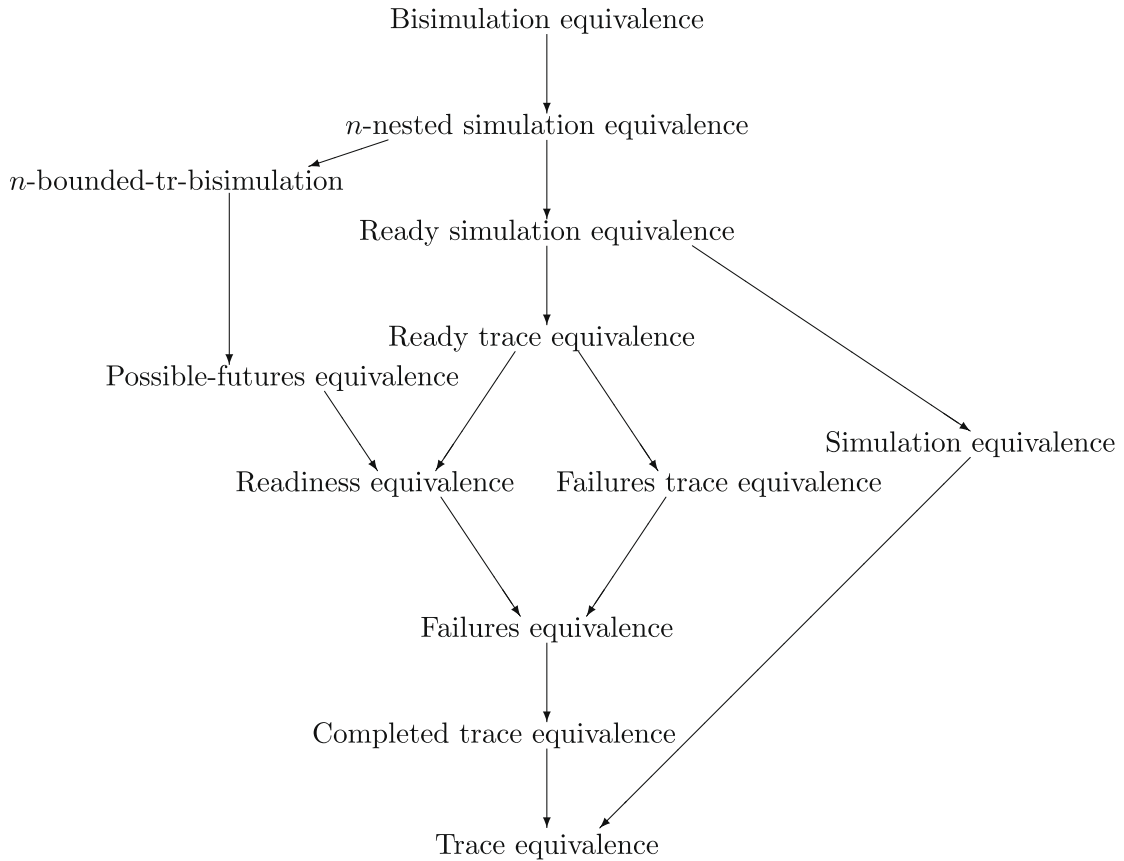 Bisimulation equivalence
n-nested simulation equivalence
n-bounded-tr-bisimulation
Ready simulation equivalence
Ready trace equivalence
Possible-futures equivalence
Simulation equivalence
Readiness equivalence
Failures trace equivalence
Failures equivalence
Completed trace equivalence
Trace equivalence